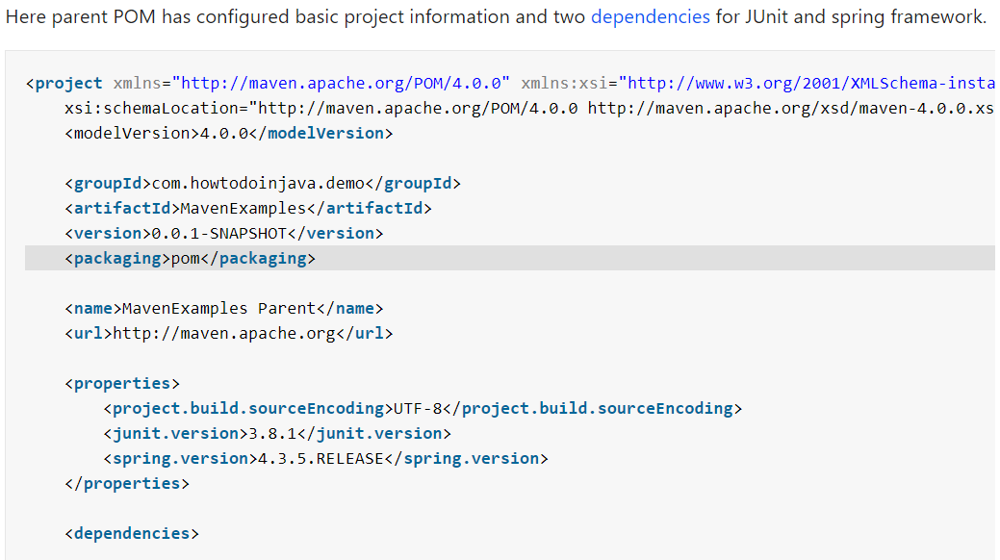 Here parent POM has configured basic project information and two dependencies for JUnit and spring framework.
<project xmlns="http://maven.apache.org/POM/4.0.0" xmlns:xsi="http://www.w3.org/2001/XMLSchema-insta
    xsi:schemaLocation="http://maven.apache.org/POM/4.0.0 http://maven.apache.org/xsd/maven-4.0.0.xs
    <modelVersion>4.0.0</modelVersion>
    <groupId>com.howtodoinjava.demo</groupId>
    <artifactId>MavenExamples</artifactId>
    <version>0.0.1-SNAPSHOT</version>
    <packaging>pom</packaging>
    <name>MavenExamples Parent</name>
    <url>http://maven.apache.org</url>
    <properties>
        <project.build.sourceEncoding>UTF-8</project.build.sourceEncoding>
        <junit.version>3.8.1</junit.version>
        <spring.version>4.3.5.RELEASE</spring.version>
    </properties>
    <dependencies>